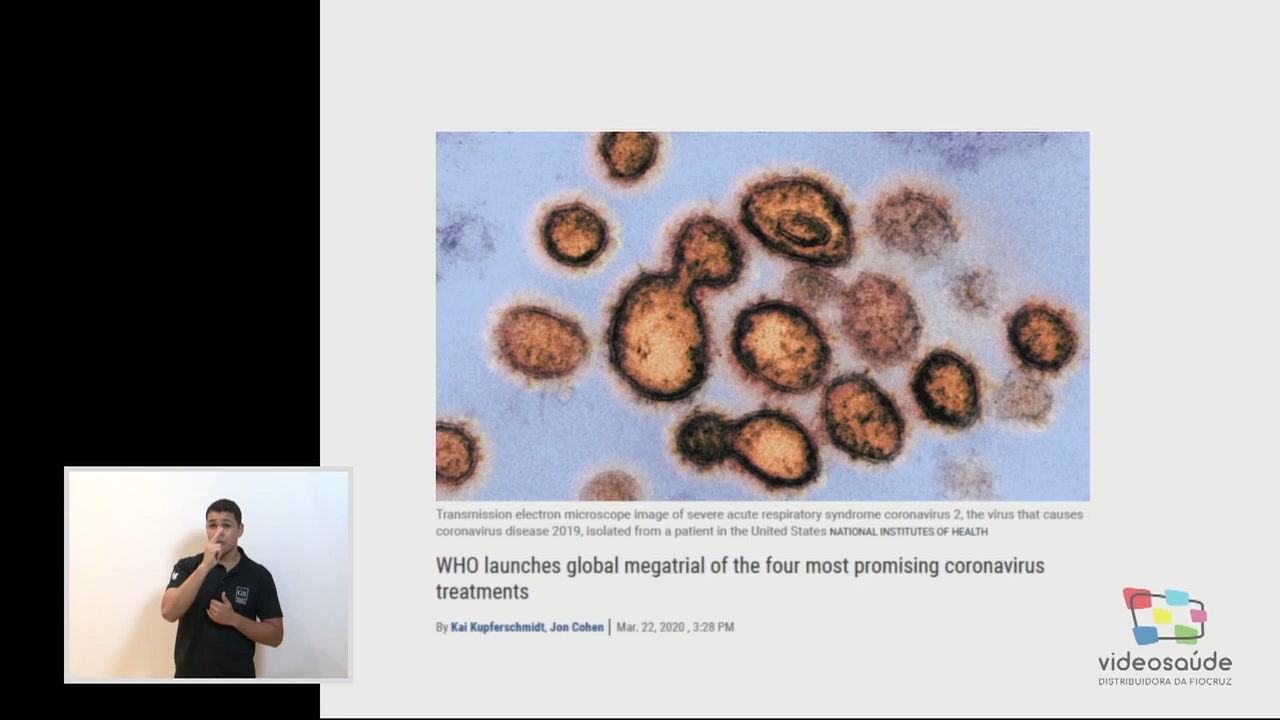 Transmission electron microscope image of severe acute respiratory syndrome coronavirus 2, the virus that causes
coronavirus disease 2019, isolated from a patient in the United States NATIONAL INSTITUTES OF HEALTH
WHO launches global megatrial of the four most promising coronavirus
treatments
By Kai Kupferschmidt, Jon Cohen | Mar. 22, 2020 , 3:28 PM
GS
videosaúde
DISTRIBUIDORA DA FIOCRUZ